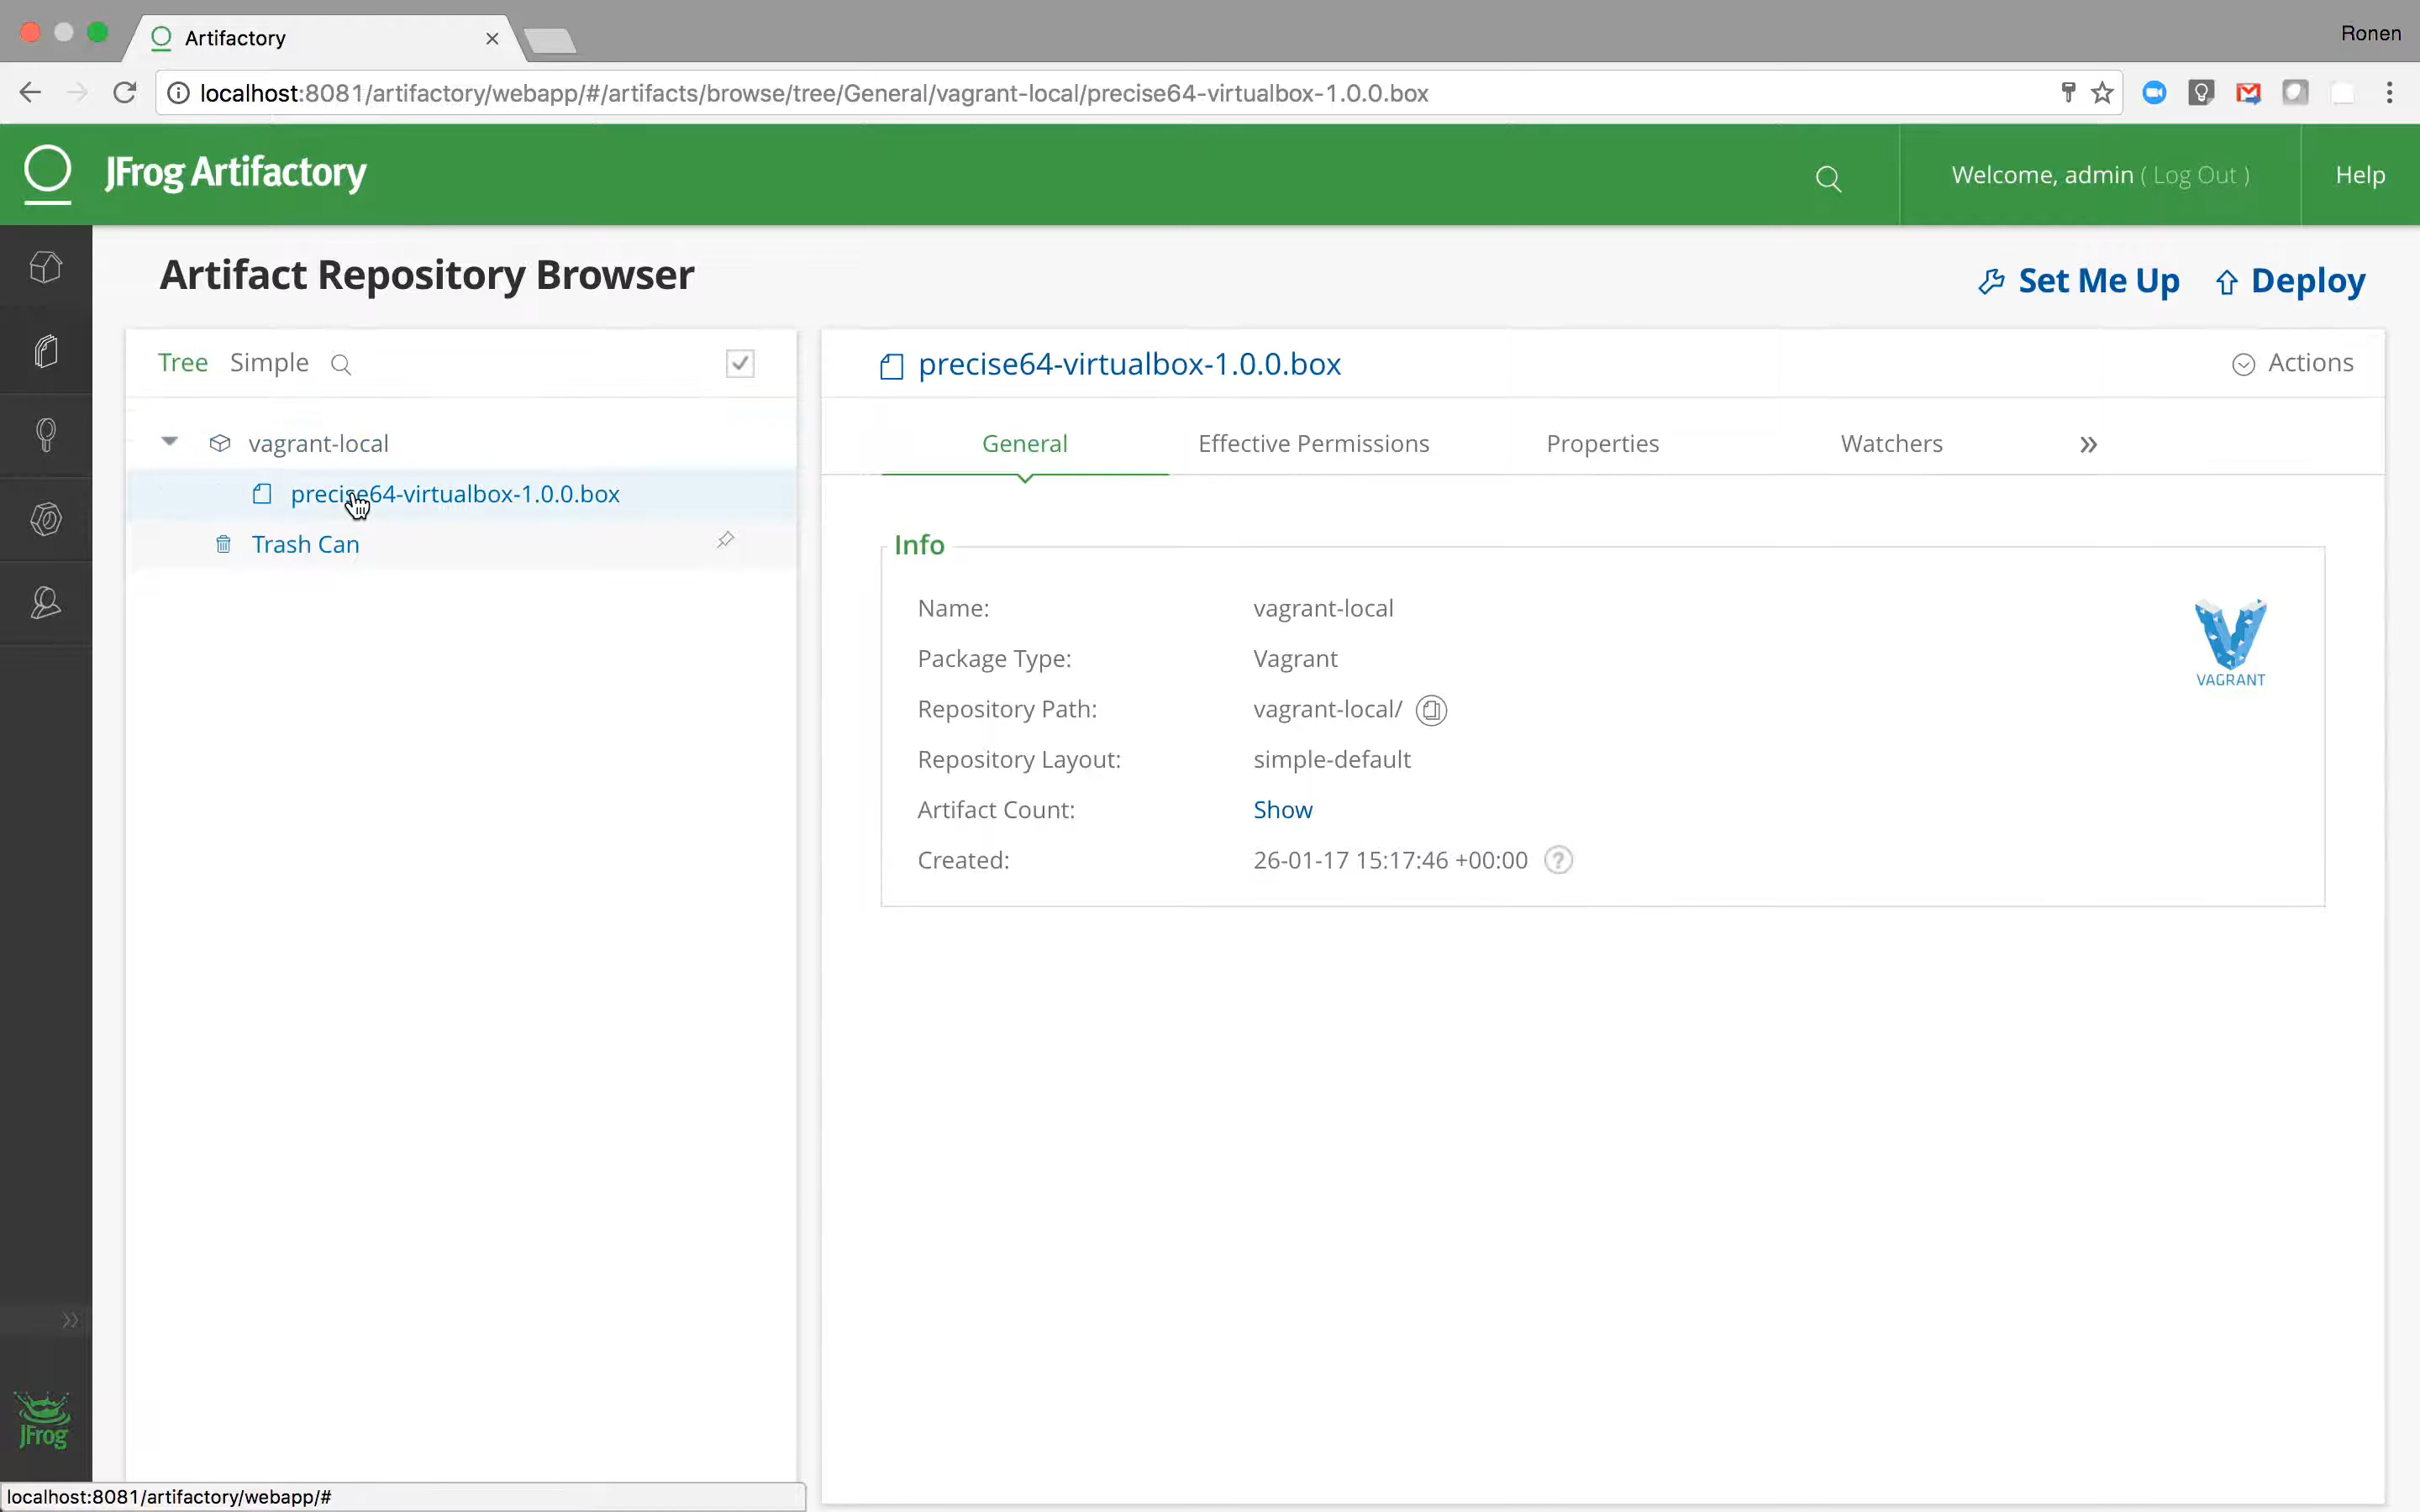 Artifactory
Ronen
localhost:8081/artifactory/webapp/#/artifacts/browse/tree/General/vagrant-local/precise64-virtualbox-1.0.0.box
JFrog Artifactory
Welcome, admin ( Log Out )
Help
Artifact Repository Browser
Set Me Up
Deploy
Tree Simple
vagrant-local
precise64-virtualbox-1.0.0.box
Trash Can
precise64-virtualbox-1.0.0.box
Actions
General
Effective Permissions
Properties
Watchers
Info
Name: vagrant-local
Package Type: Vagrant
Repository Path: vagrant-local/
Repository Layout: simple-default
Artifact Count: Show
Created: 26-01-17 15:17:46 +00:00
VAGRANT
JFrog
localhost:8081/artifactory/webapp/#